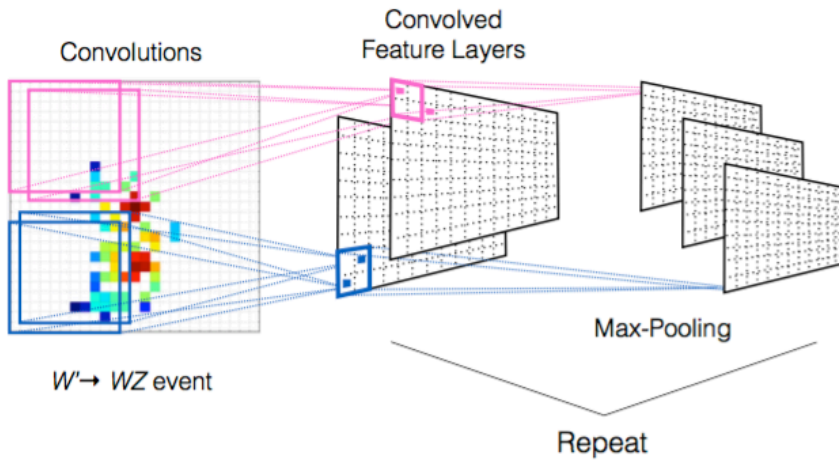 Convolutions
Convolved
Feature Layers
Max-Pooling
W'→ WZ event
Repeat